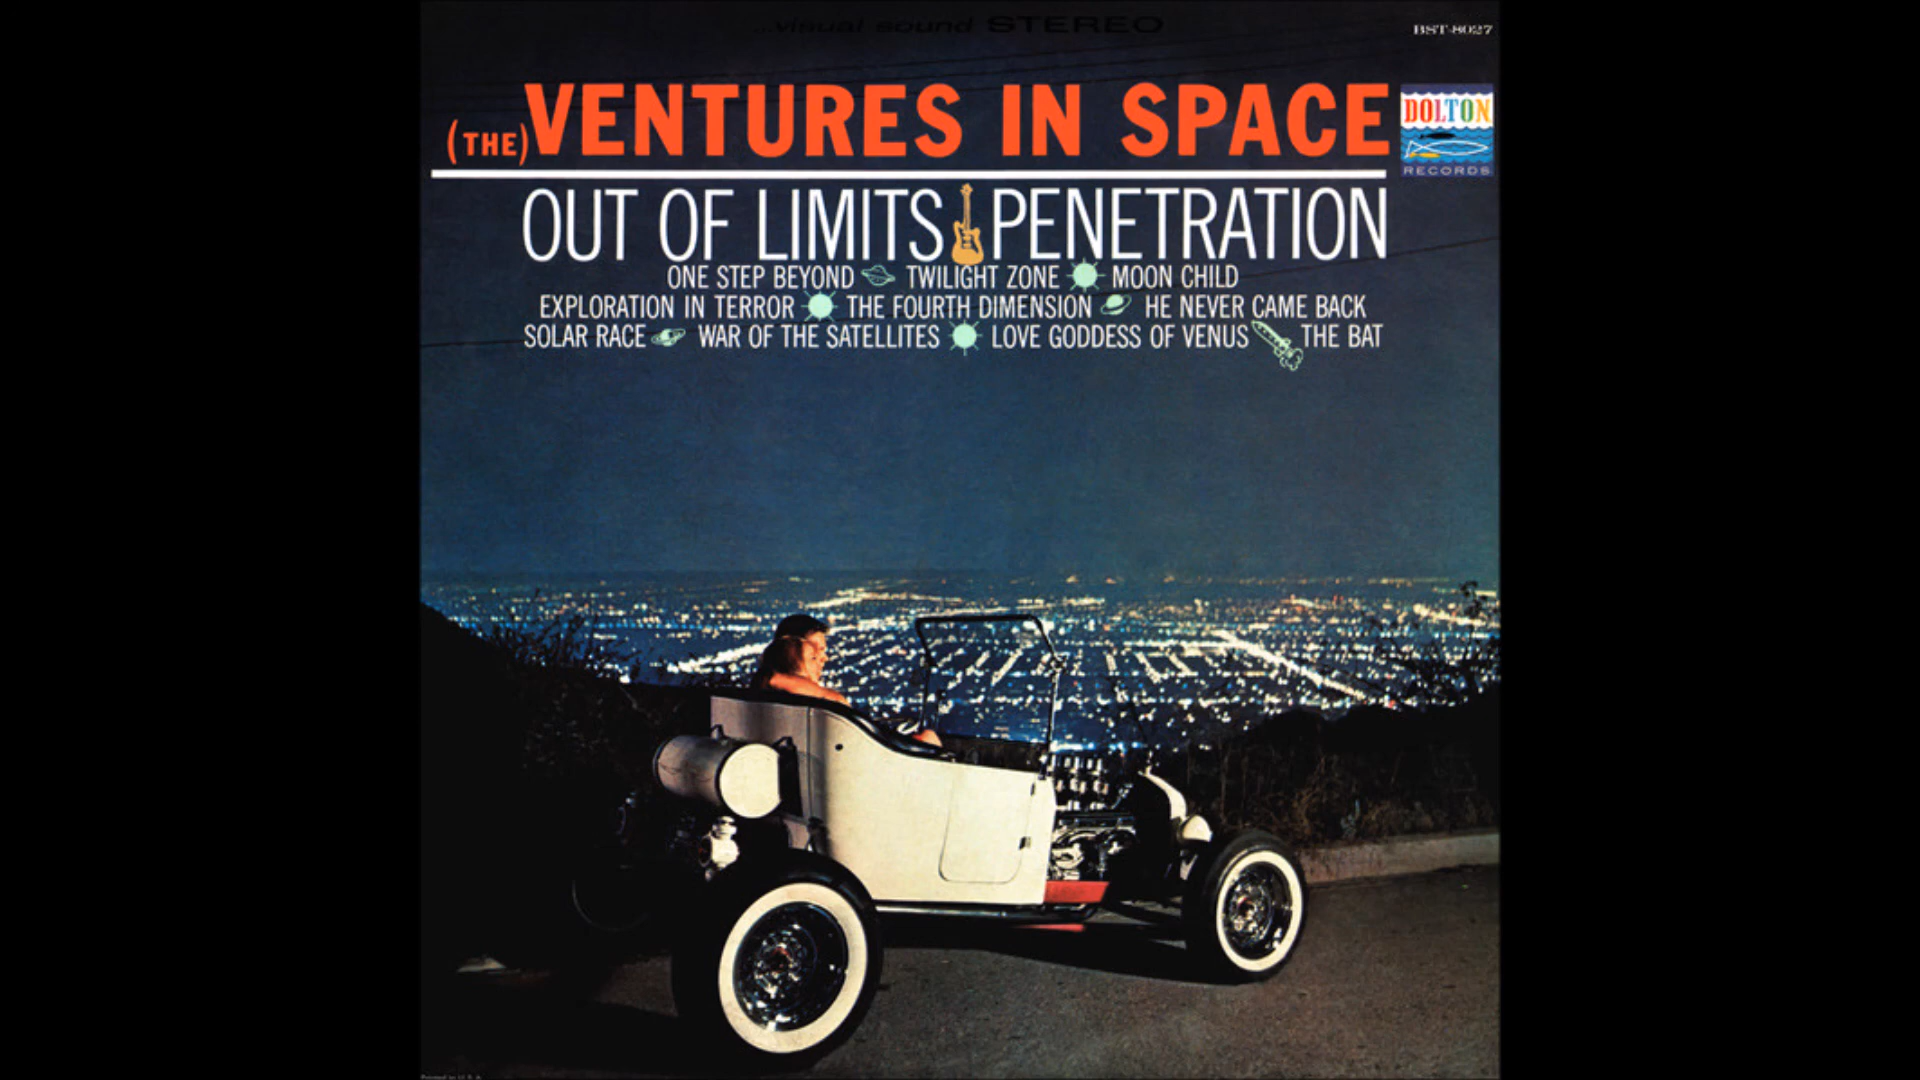 ...visual sound STEREO
BST-8027
(THE) VENTURES IN SPACE
DOLTON
RECORDS
OUT OF LIMITS PENETRATION
ONE STEP BEYOND TWILIGHT ZONE MOON CHILD
EXPLORATION IN TERROR THE FOURTH DIMENSION HE NEVER CAME BACK
SOLAR RACE WAR OF THE SATELLITES LOVE GODDESS OF VENUS THE BAT
Printed in U.S.A.